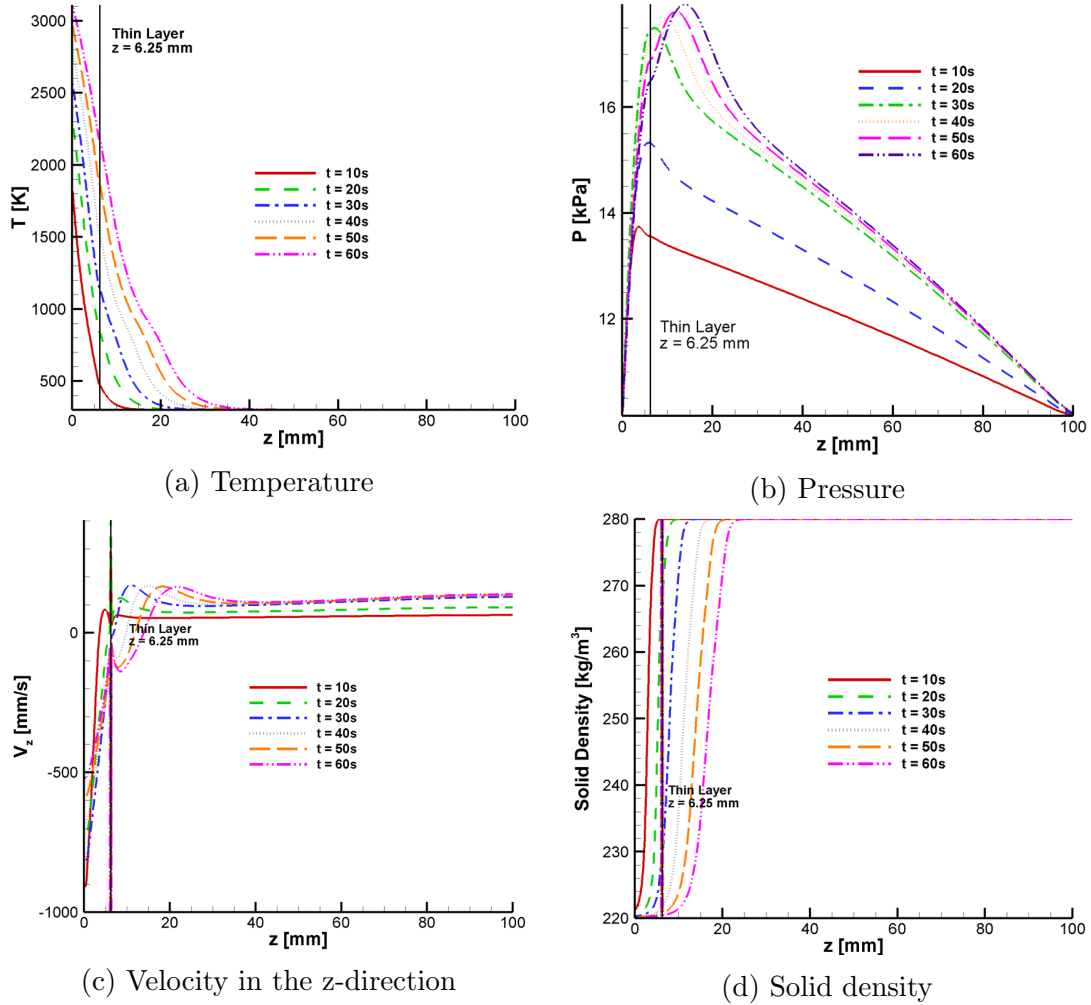 3000
2500
2000
1500
1000
500
T [K]
Thin Layer
z = 6.25 mm
t = 10s
t = 20s
t = 30s
t = 40s
t = 50s
t = 60s
0 20 40 60 80 100
z [mm]
(a) Temperature
16
14
12
P [kPa]
t = 10s
t = 20s
t = 30s
t = 40s
t = 50s
t = 60s
Thin Layer
z = 6.25 mm
0 20 40 60 80 100
z [mm]
(b) Pressure
0
-500
-1000
V_z [mm/s]
Thin Layer
z = 6.25 mm
t = 10s
t = 20s
t = 30s
t = 40s
t = 50s
t = 60s
0 20 40 60 80 100
z [mm]
(c) Velocity in the z-direction
280
270
260
250
240
230
220
Solid Density [kg/m³]
t = 10s
t = 20s
t = 30s
t = 40s
t = 50s
t = 60s
Thin Layer
z = 6.25 mm
0 20 40 60 80 100
z [mm]
(d) Solid density